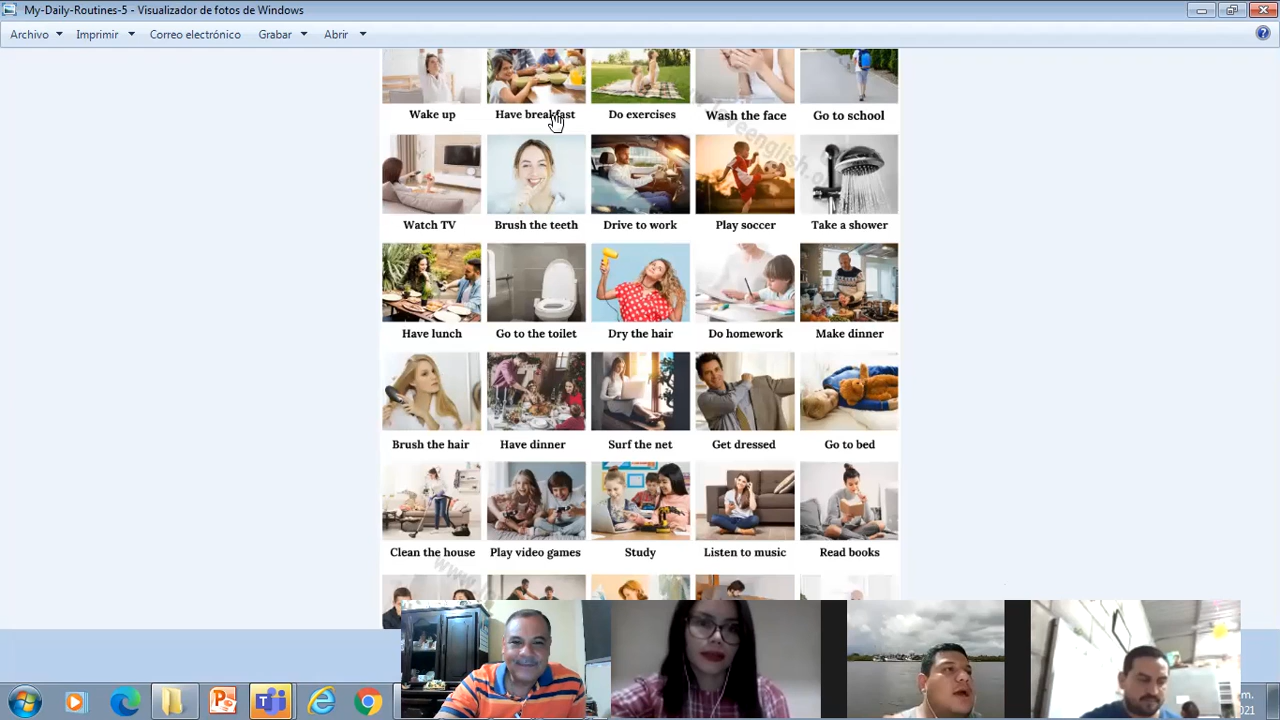 My-Daily-Routines-5 - Visualizador de fotos de Windows
Archivo Imprimir Correo electrónico Grabar Abrir
Wake up Have breakfast Do exercises Wash the face Go to school
Watch TV Brush the teeth Drive to work Play soccer Take a shower
Have lunch Go to the toilet Dry the hair Do homework Make dinner
Brush the hair Have dinner Surf the net Get dressed Go to bed
Clean the house Play video games Study Listen to music Read books